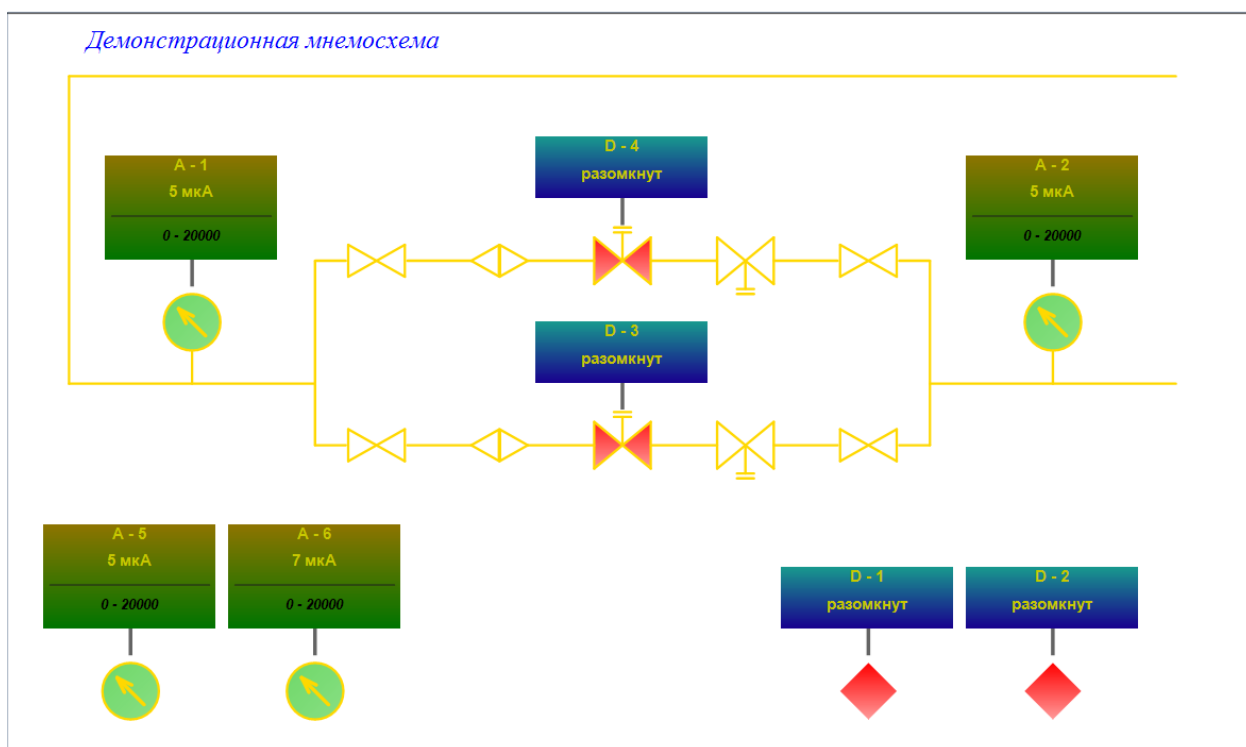 Демонстрационная мнемосхема
D - 4
разомкнут
A - 1
5 мкА
0 - 20000
A - 2
5 мкА
0 - 20000
D - 3
разомкнут
A - 5
5 мкА
0 - 20000
A - 6
7 мкА
0 - 20000
D - 1
разомкнут
D - 2
разомкнут